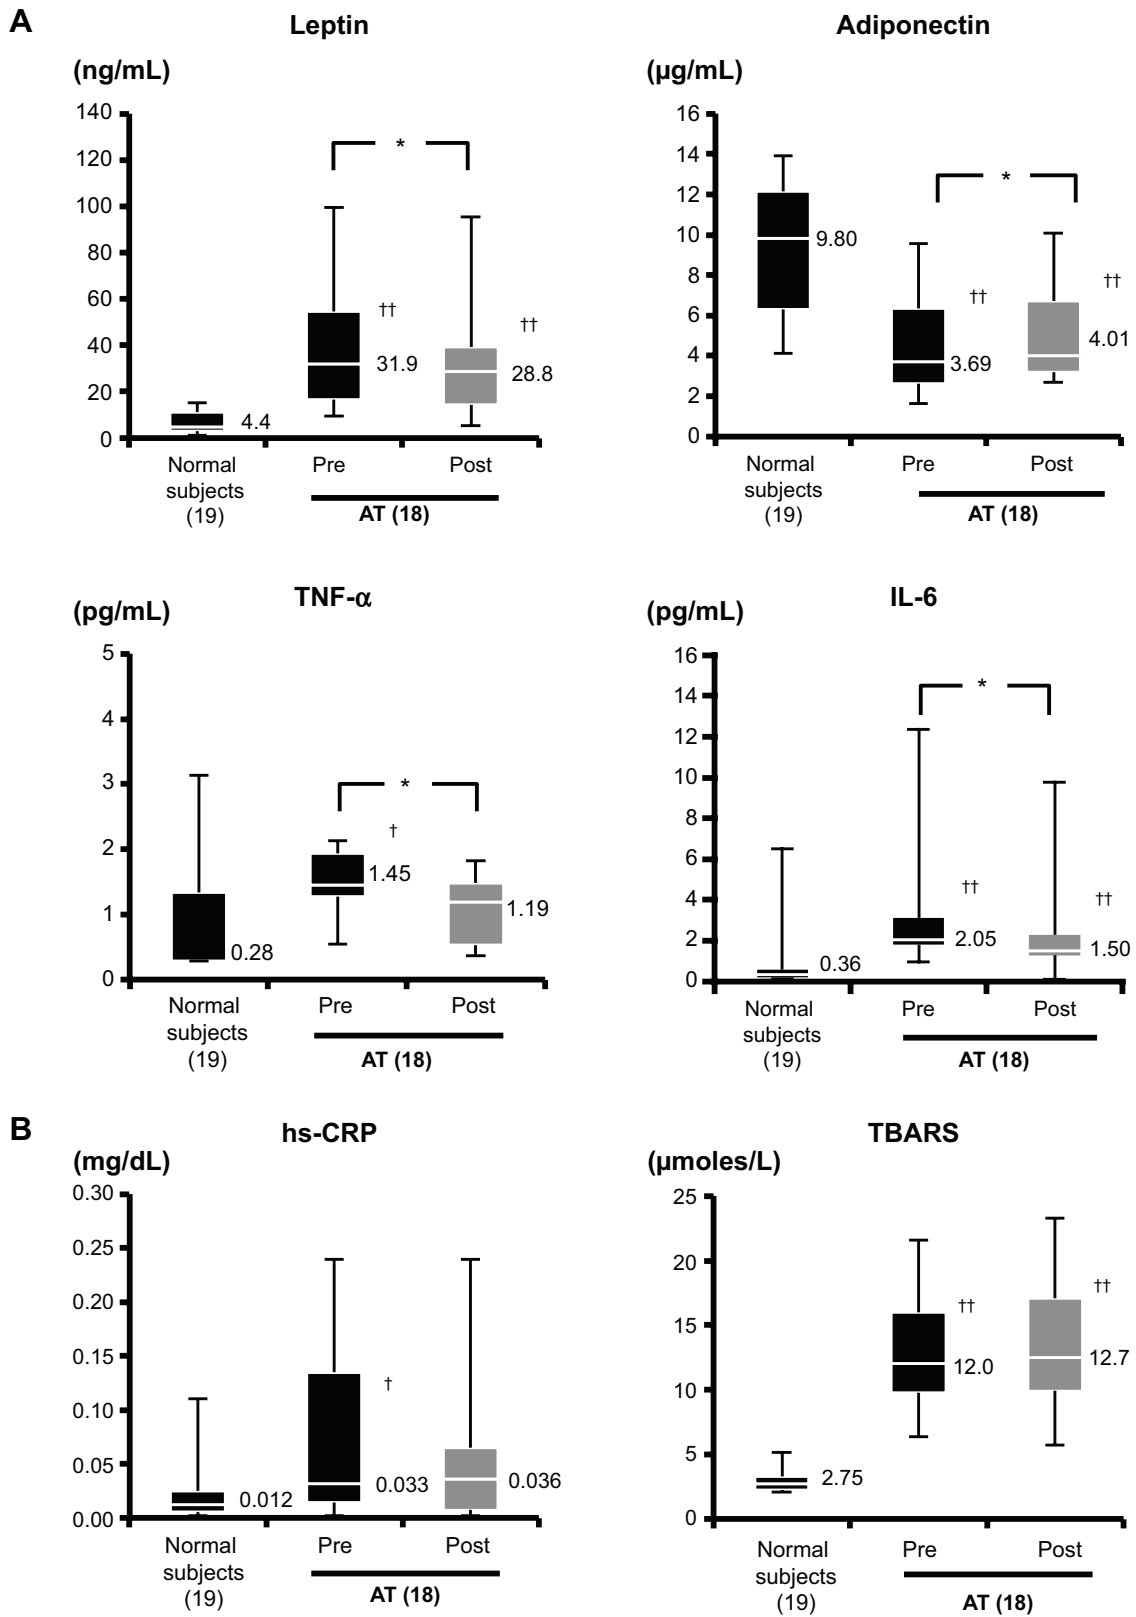 A
Leptin
(ng/mL)
140
120
100
80
60
40
20
0
*
††
††
4.4
31.9
28.8
Normal
subjects
(19)
Pre
Post
AT (18)
Adiponectin
(µg/mL)
16
14
12
10
8
6
4
2
0
*
††
††
9.80
3.69
4.01
Normal
subjects
(19)
Pre
Post
AT (18)
TNF-α
(pg/mL)
5
4
3
2
1
0
*
†
0.28
1.45
1.19
Normal
subjects
(19)
Pre
Post
AT (18)
IL-6
(pg/mL)
16
14
12
10
8
6
4
2
0
*
††
††
0.36
2.05
1.50
Normal
subjects
(19)
Pre
Post
AT (18)
B
hs-CRP
(mg/dL)
0.30
0.25
0.20
0.15
0.10
0.05
0.00
†
0.012
0.033
0.036
Normal
subjects
(19)
Pre
Post
AT (18)
TBARS
(µmoles/L)
25
20
15
10
5
0
††
††
2.75
12.0
12.7
Normal
subjects
(19)
Pre
Post
AT (18)